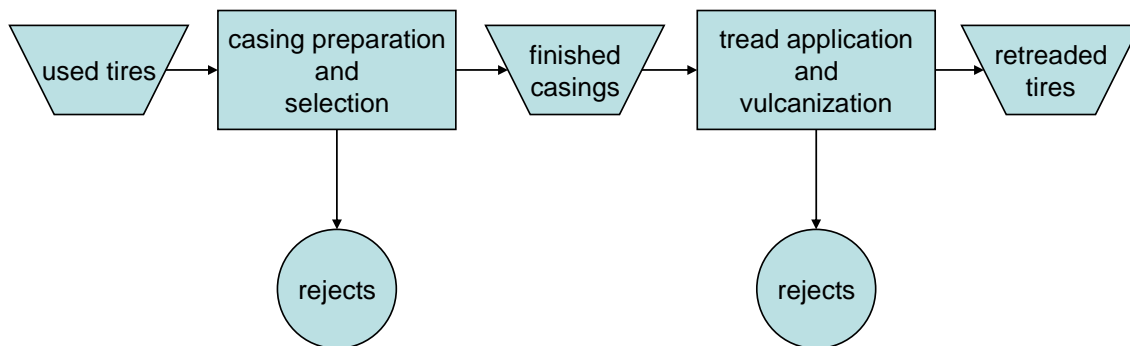 used tires
casing preparation
and
selection
finished
casings
tread application
and
vulcanization
retreaded
tires
rejects
rejects